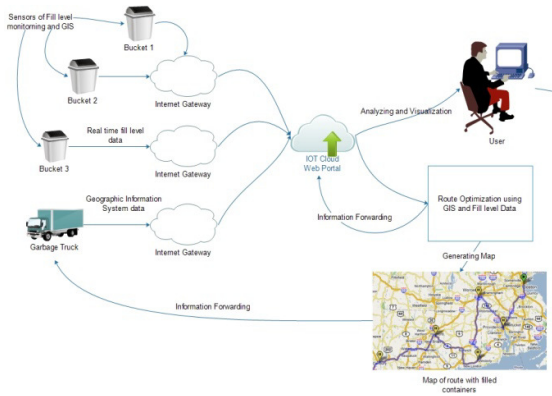 Sensors of Fill level
monitorning and GIS
Bucket 1
Bucket 2
Internet Gateway
Real time fill level
data
Bucket 3
Internet Gateway
Geographic Information
System data
Garbage Truck
Internet Gateway
IOT Cloud
Web Portal
Analyzing and Visualization
User
Information Forwarding
Route Optimization using
GIS and Fill level Data
Generating Map
Information Forwarding
Map of route with filled
containers